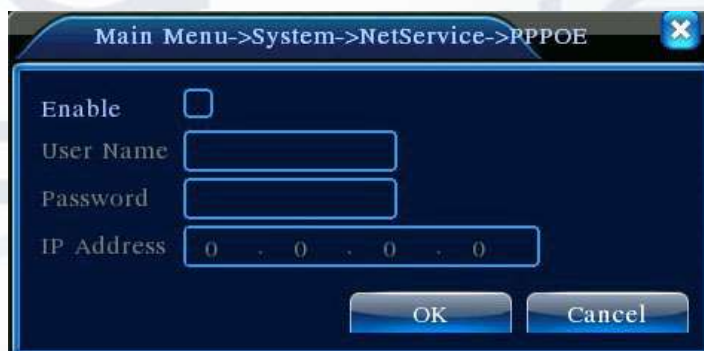 Main Menu->System->NetService->PPPOE
Enable
User Name
Password
IP Address 0 . 0 . 0 . 0
OK Cancel